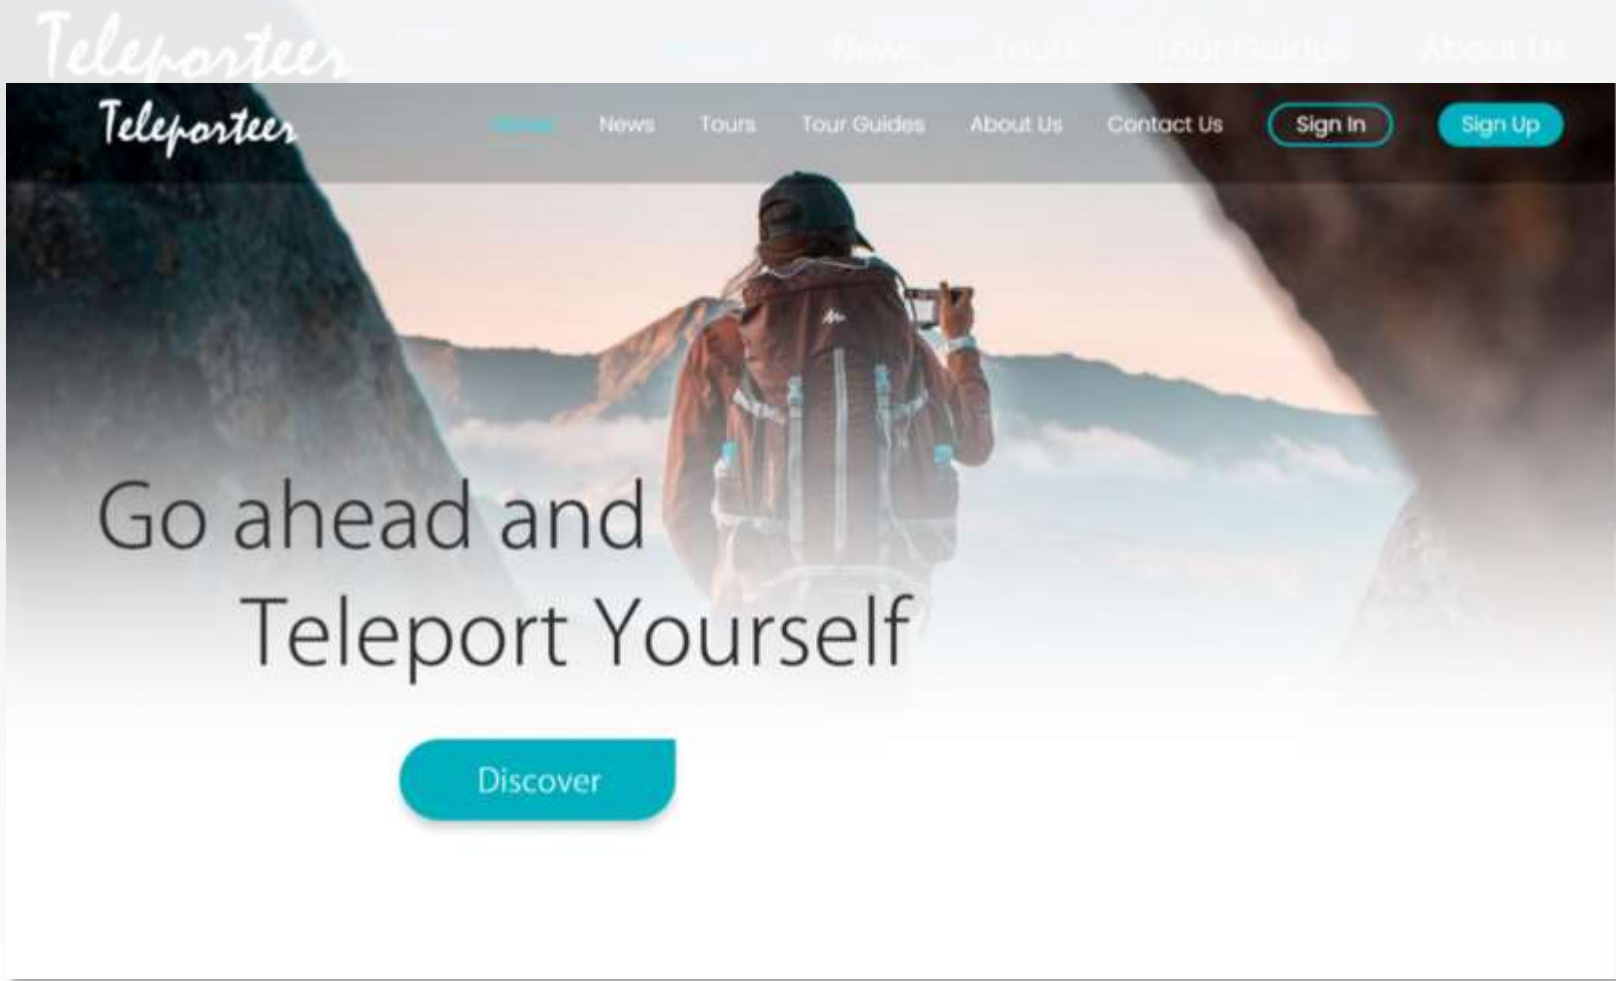 Teleporteer
News Tours Tour Guides About Us
Teleporteer
Home News Tours Tour Guides About Us Contact Us Sign In Sign Up
Go ahead and
Teleport Yourself
Discover